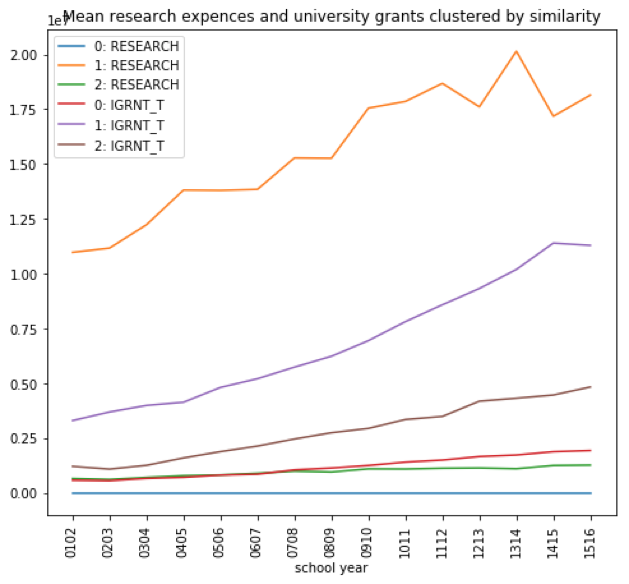 Mean research expences and university grants clustered by similarity
1e7
0: RESEARCH
1: RESEARCH
2: RESEARCH
0: IGRNT_T
1: IGRNT_T
2: IGRNT_T
2.00
1.75
1.50
1.25
1.00
0.75
0.50
0.25
0.00
0102 0203 0304 0405 0506 0607 0708 0809 0910 1011 1112 1213 1314 1415 1516
school year